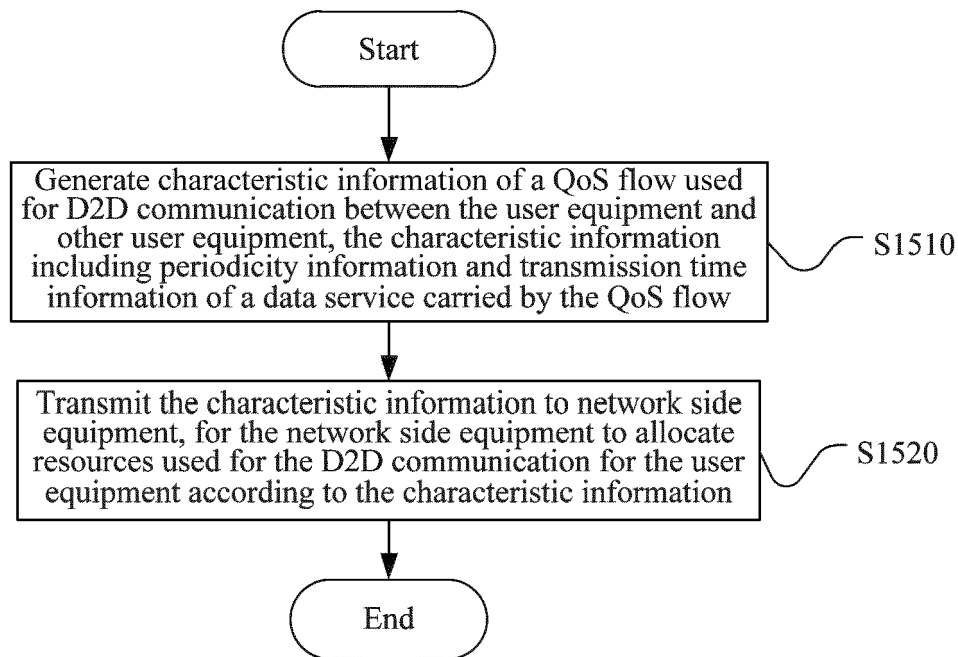 Start
Generate characteristic information of a QoS flow used
for D2D communication between the user equipment and
other user equipment, the characteristic information
including periodicity information and transmission time
information of a data service carried by the QoS flow
S1510
Transmit the characteristic information to network side
equipment, for the network side equipment to allocate
resources used for the D2D communication for the user
equipment according to the characteristic information
S1520
End